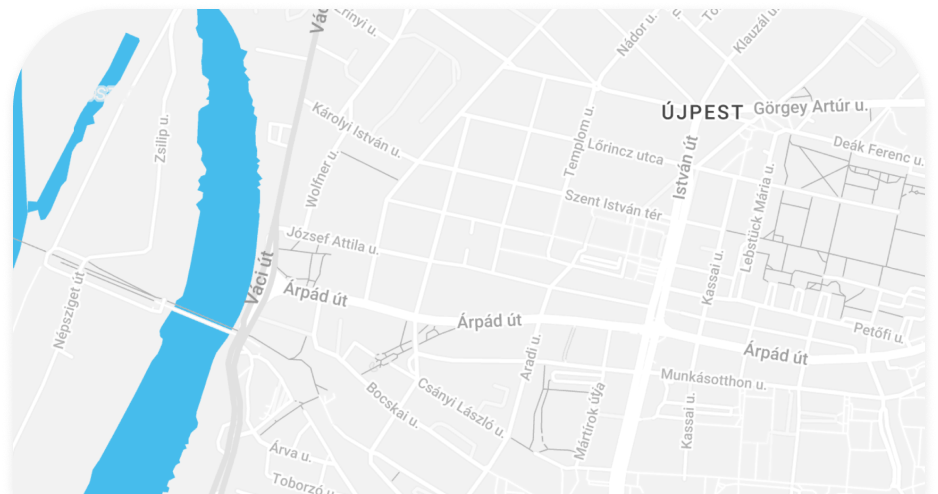 Erinyi u.
Vác
Nádor u.
Klauzál u.
ÚJPEST
Görgey Artúr u.
Zsilip u.
Károlyi István u.
Templom u.
Lőrincz utca
István út
Deák Ferenc u.
Wolfner u.
Szent István tér
Lebstück Mária u.
József Attila u.
Váci út
Kassai u.
Árpád út
Népsziget út
Árpád út
Petőfi u.
Aradi u.
Árpád út
Munkásotthon u.
Bocskai u.
Csányi László u.
Mártírok útja
Kassai u.
Árva u.
Toborzó u.